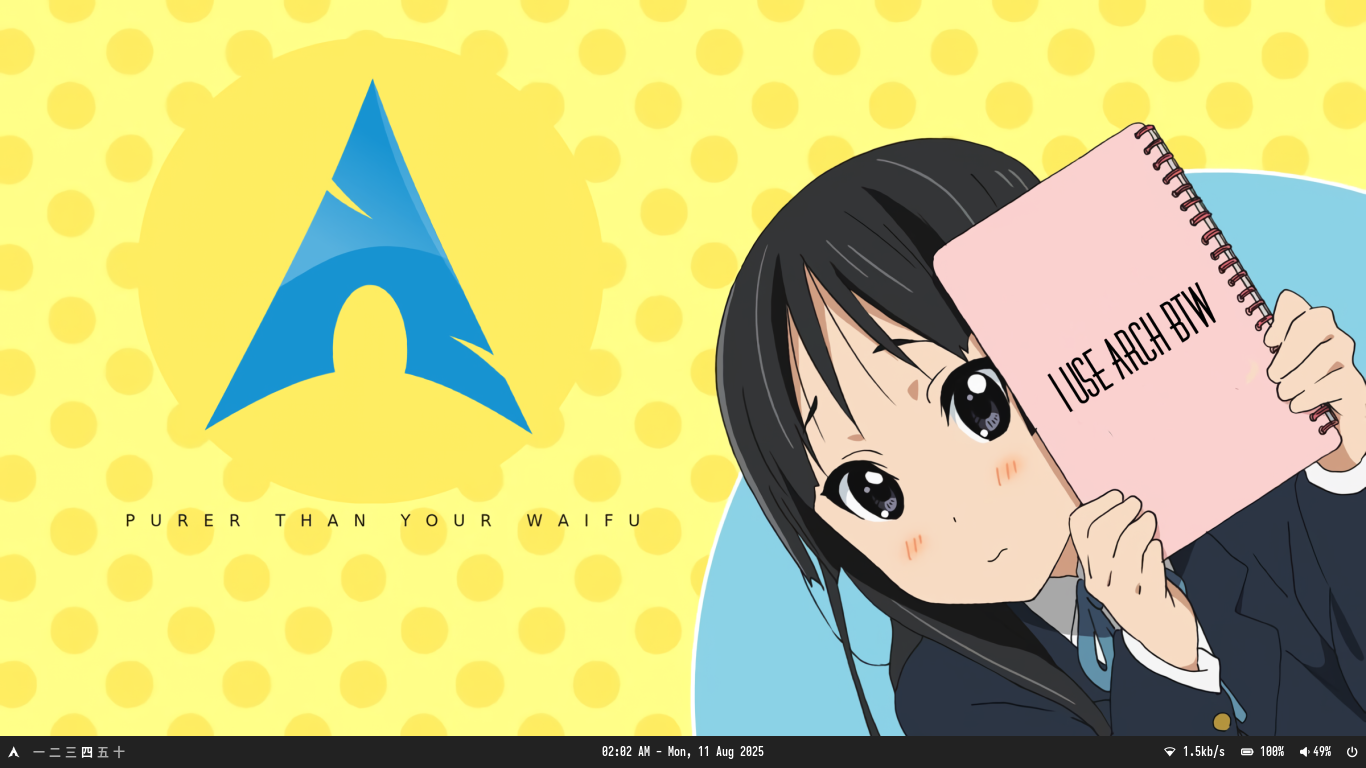 I USE ARCH BTW
PURER THAN YOUR WAIFU
一 二 三 四 五 十
02:02 AM - Mon, 11 Aug 2025
1.5kb/s 100% 49%